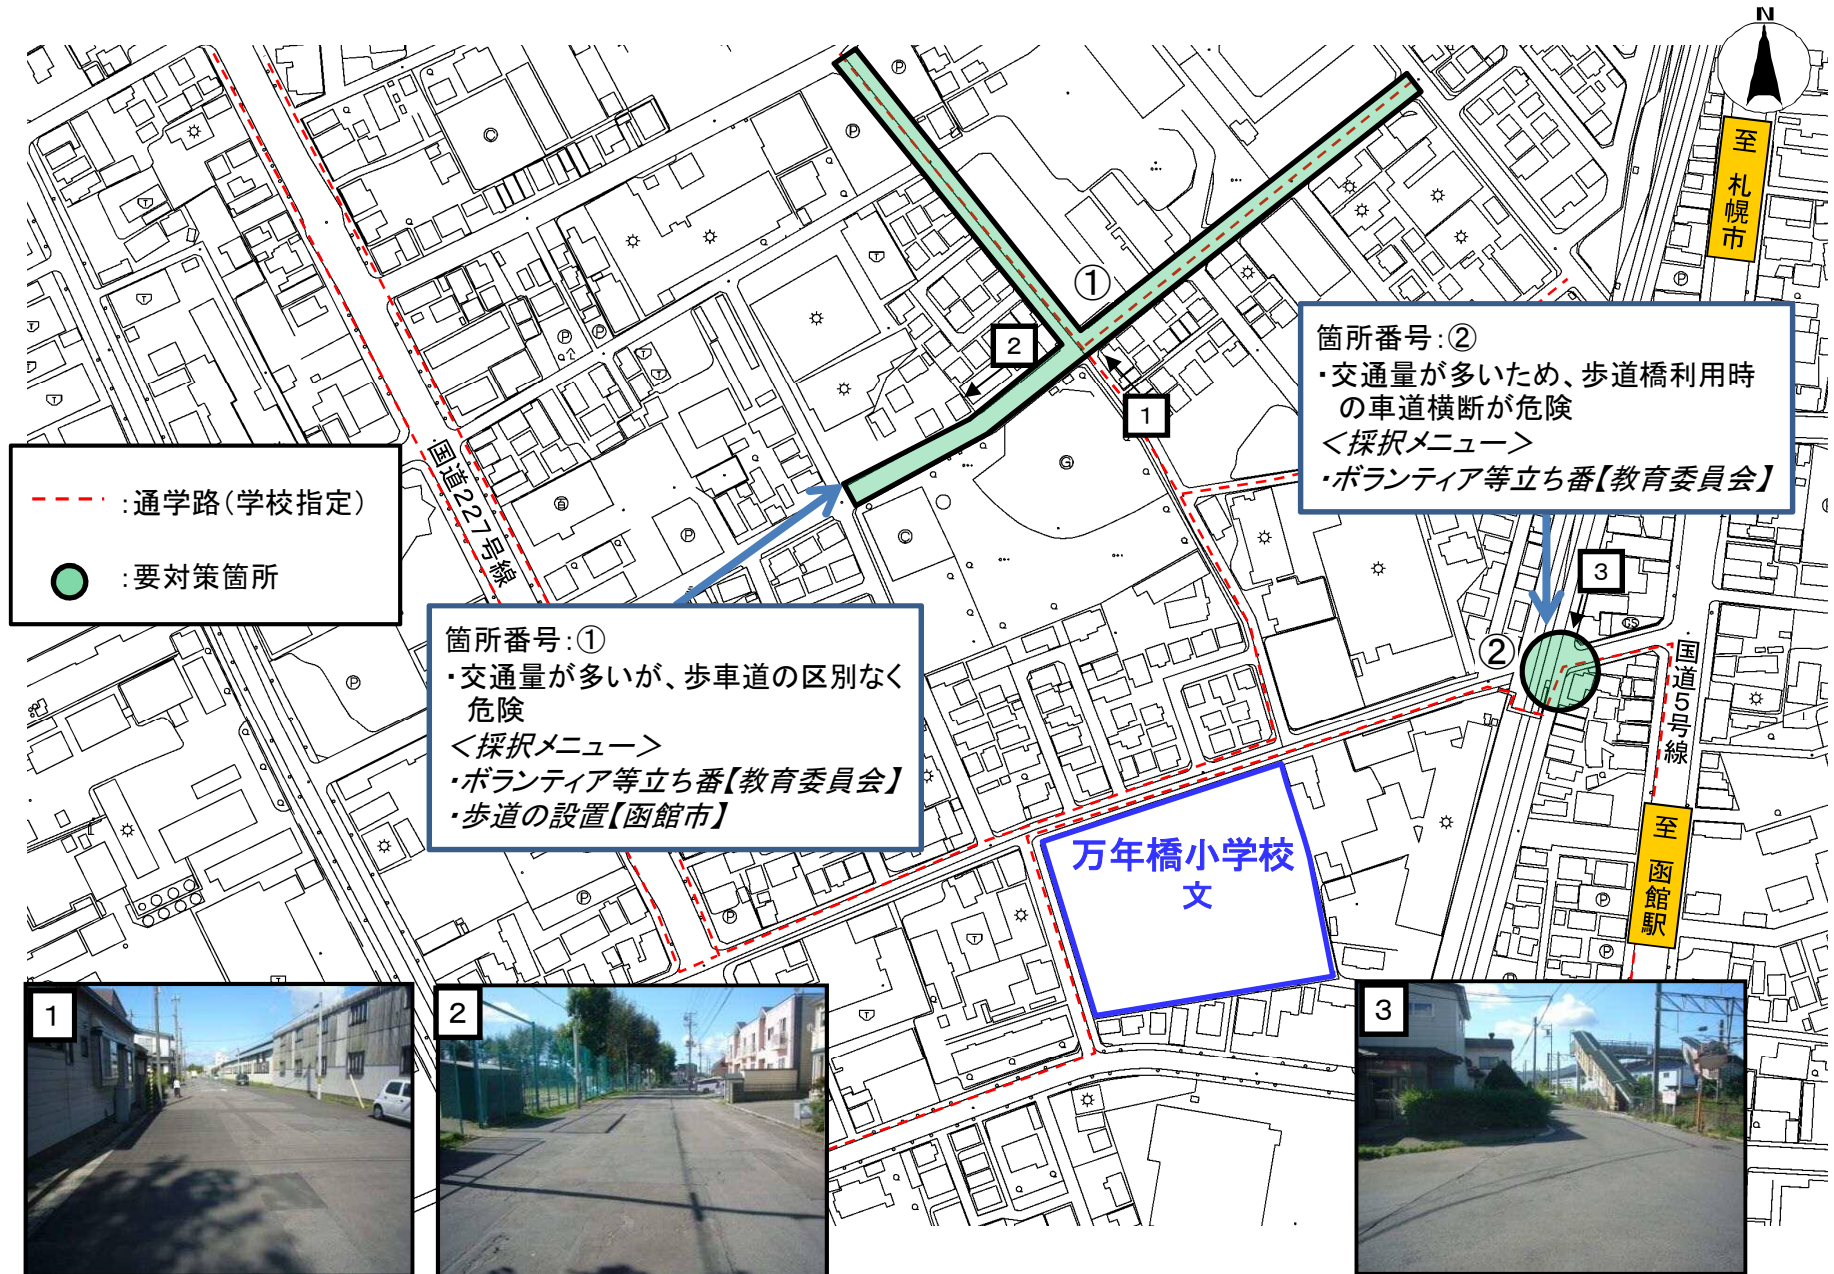 N
至 札幌市
①
2
1
箇所番号:②
・交通量が多いため、歩道橋利用時
の車道横断が危険
<採択メニュー>
・ボランティア等立ち番【教育委員会】
国道227号線
:通学路(学校指定)
:要対策箇所
3
②
国道5号線
箇所番号:①
・交通量が多いが、歩車道の区別なく
危険
<採択メニュー>
・ボランティア等立ち番【教育委員会】
・歩道の設置【函館市】
万年橋小学校
文
至 函館駅
1
2
3